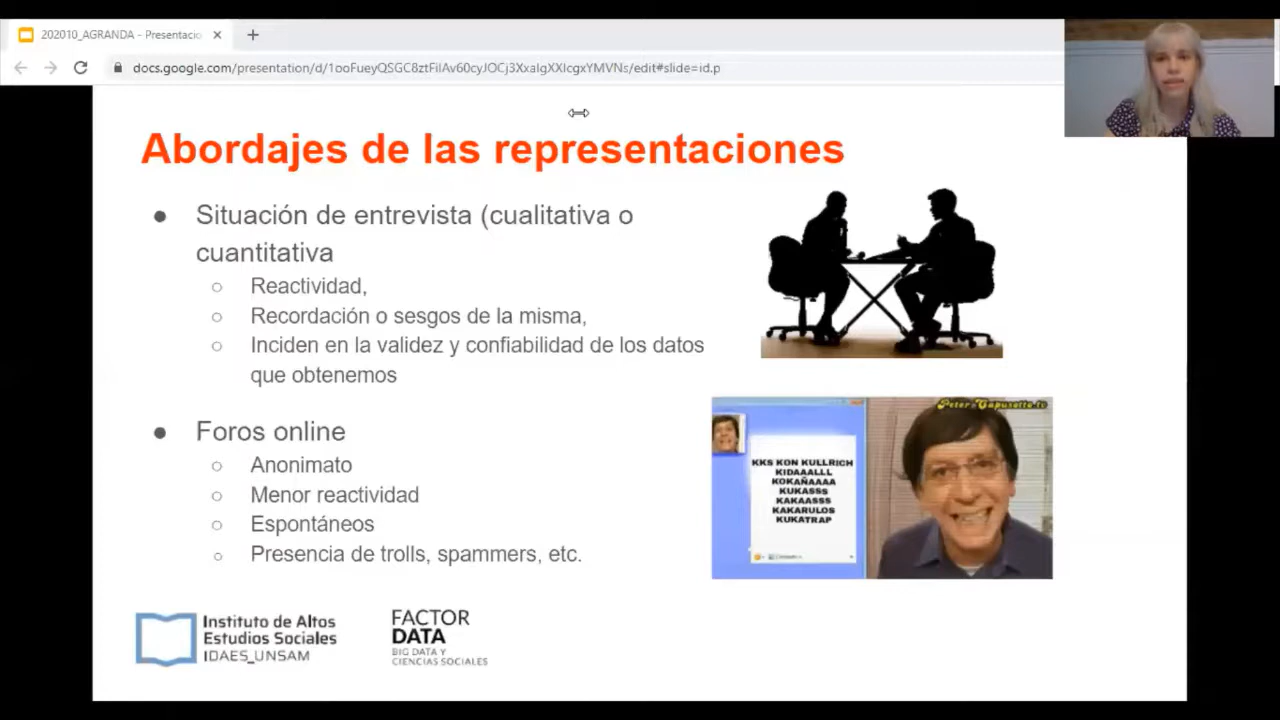 202010_AGRANDA - Presentacio
docs.google.com/presentation/d/1ooFueyQSGC8ztFiIAv60cyJOCj3XxalgXXIcgxYMVNs/edit#slide=id.p
Abordajes de las representaciones
● Situación de entrevista (cualitativa o
cuantitativa
○ Reactividad,
○ Recordación o sesgos de la misma,
○ Inciden en la validez y confiabilidad de los datos
que obtenemos
● Foros online
○ Anonimato
○ Menor reactividad
○ Espontáneos
○ Presencia de trolls, spammers, etc.
Peter Capusotto.tv
KKS KON KULLRICH
KIDAAALLL
KOKAÑAAAA
KUKASSS
KAKAASSS
KAKARULOS
KUKATRAP
Instituto de Altos
Estudios Sociales
IDAES_UNSAM
FACTOR
DATA
BIG DATA Y
CIENCIAS SOCIALES